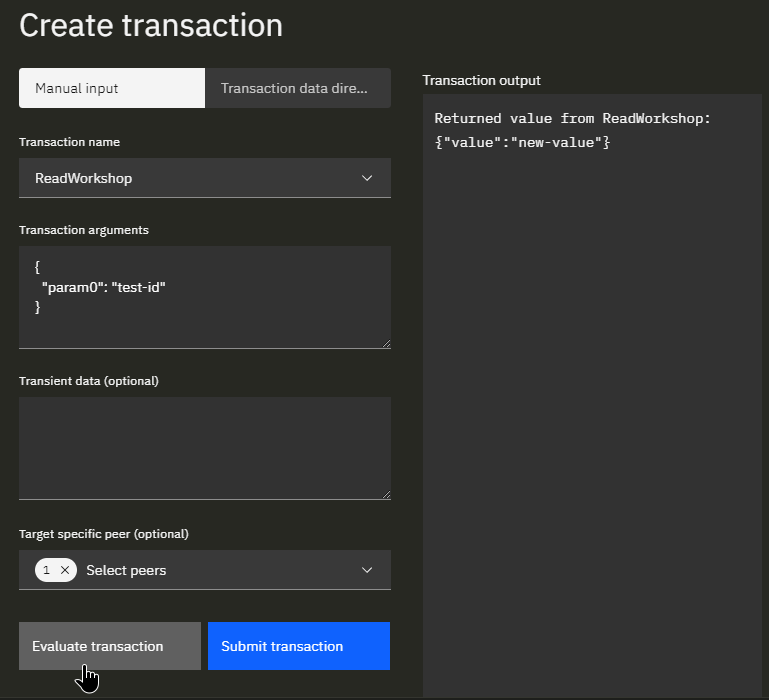 Create transaction
Manual input
Transaction data dire...
Transaction name
ReadWorkshop
Transaction arguments
{
"param0": "test-id"
}
Transient data (optional)
Target specific peer (optional)
1 × Select peers
Evaluate transaction
Submit transaction
Transaction output
Returned value from ReadWorkshop:
{"value":"new-value"}